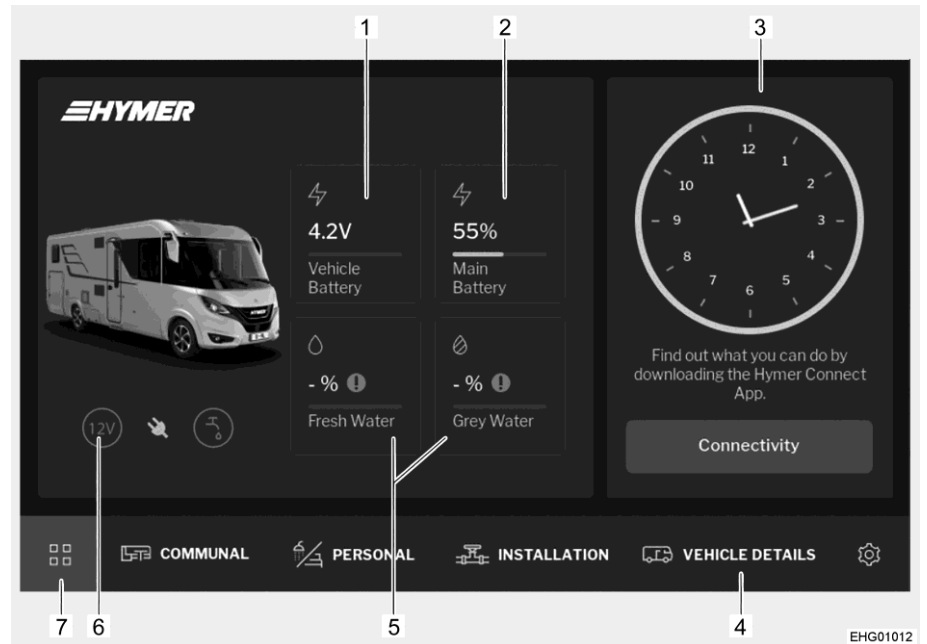 1
2
3
HYMER
4.2V
Vehicle
Battery
55%
Main
Battery
- %
Fresh Water
- %
Grey Water
12V
HYMER
12
1
2
3
4
5
6
7
8
9
10
11
Find out what you can do by
downloading the Hymer Connect
App.
Connectivity
COMMUNAL
PERSONAL
INSTALLATION
VEHICLE DETAILS
7
6
5
4
EHG01012